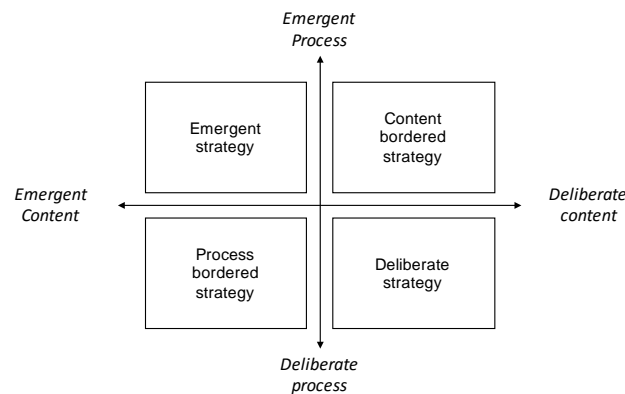 Emergent
Process
Emergent
strategy
Content
bordered
strategy
Emergent
Content
Deliberate
content
Process
bordered
strategy
Deliberate
strategy
Deliberate
process